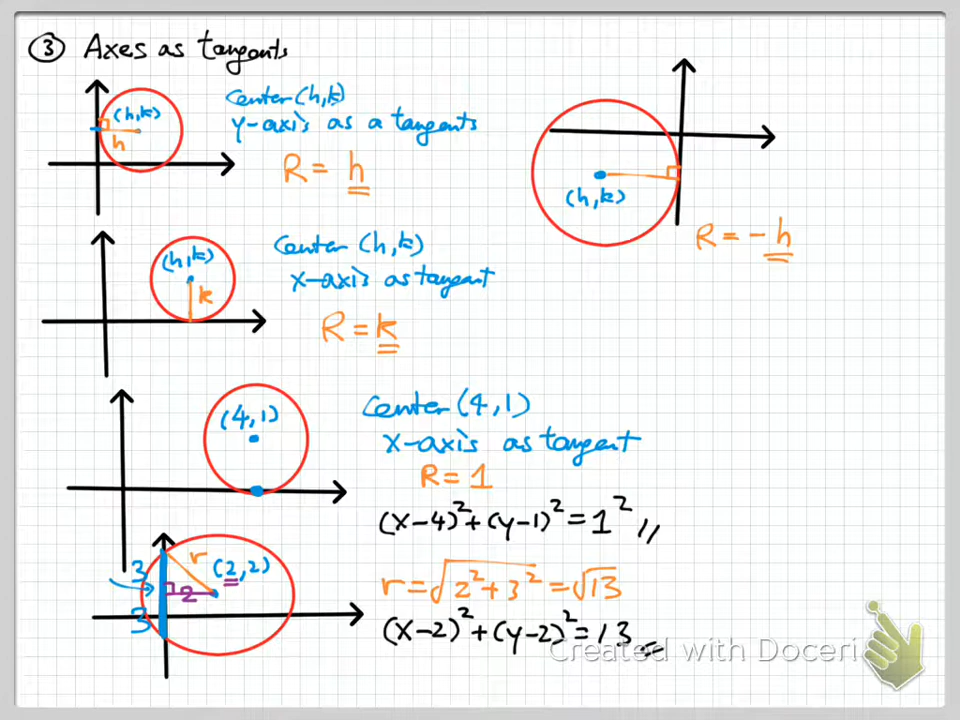 ③ Axes as tangents
(h,k)
h
center (h,k)
y-axis as a tangents
R = h
(h,k)
R = -h
(h,k)
k
center (h,k)
x-axis as tangent
R = k
(4,1)
center (4,1)
x-axis as tangent
R = 1
(x-4)²+(y-1)²=1² //
3
3
r
2
(2,2)
r=√2²+3²=√13
(x-2)²+(y-2)²=13
Created with Doceri